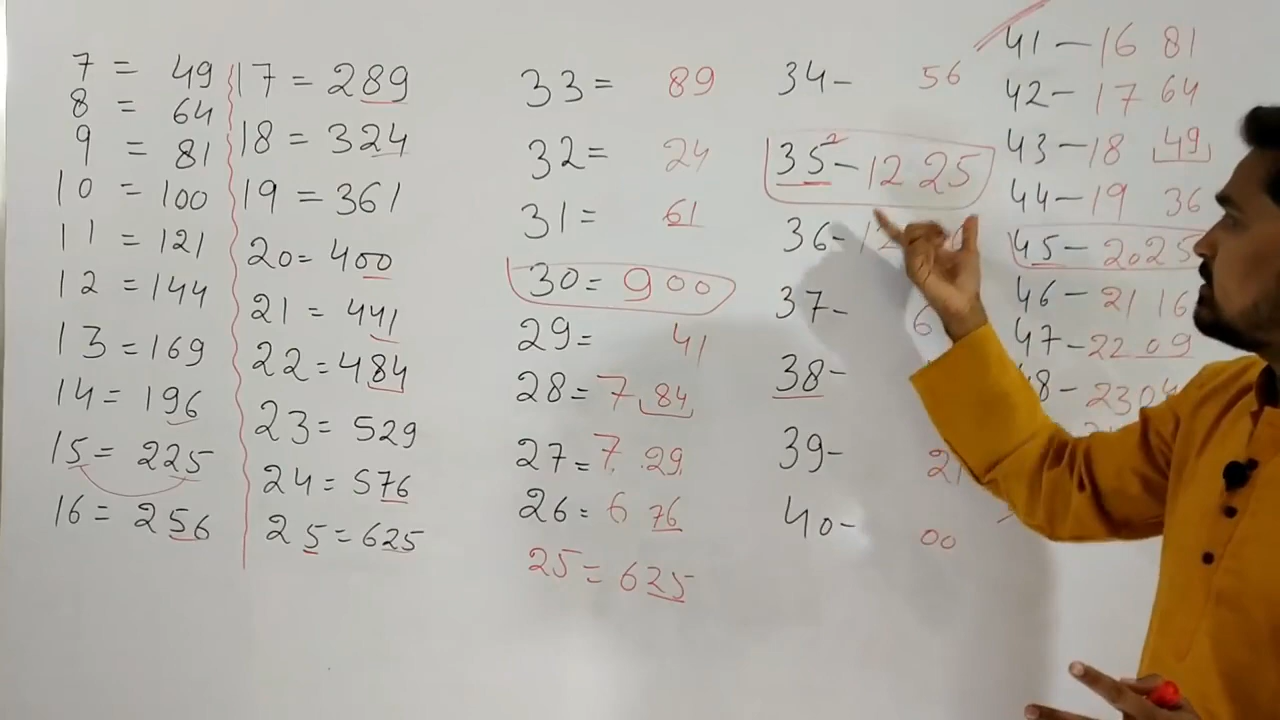 7 = 49
8 = 64
9 = 81
10 = 100
11 = 121
12 = 144
13 = 169
14 = 196
15 = 225
16 = 256
17 = 289
18 = 324
19 = 361
20 = 400
21 = 441
22 = 484
23 = 529
24 = 576
25 = 625
33 = 89
32 = 24
31 = 61
30 = 900
29 = 41
28 = 7 84
27 = 7 29
26 = 6 76
25 = 625
34 - 56
35² - 12 25
36 - 12
37 - 6
38 -
39 - 21
40 - 00
41 - 16 81
42 - 17 64
43 - 18 49
44 - 19 36
45 - 2025
46 - 21 16
47 - 22 09
48 - 2304